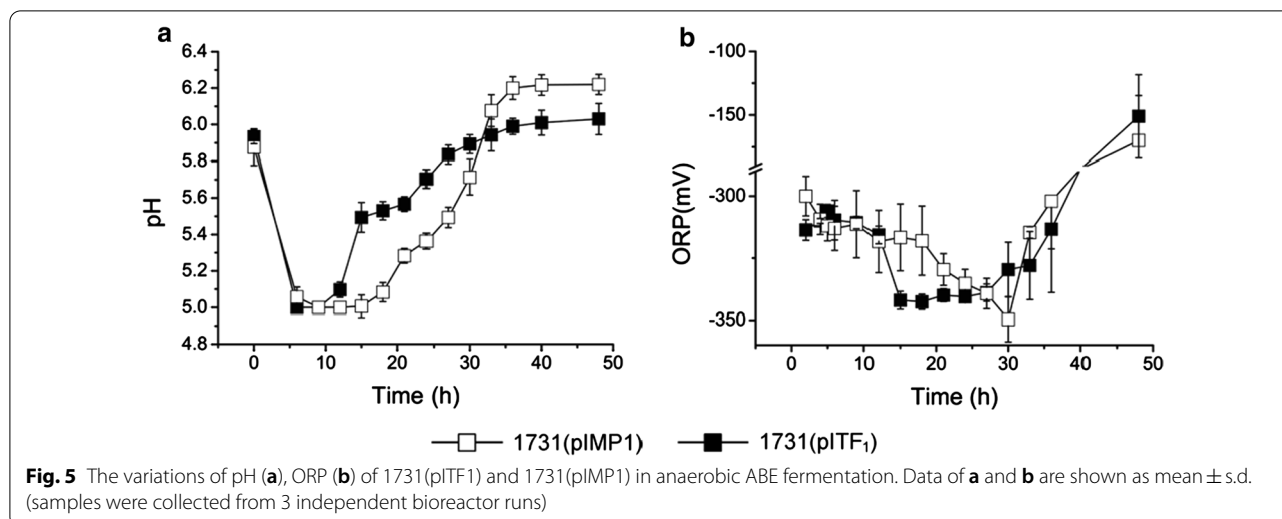 a
6.4
6.2
6.0
5.8
5.6
5.4
5.2
5.0
4.8
pH
0 10 20 30 40 50
Time (h)
b
-100
-150
-300
-350
ORP(mV)
0 10 20 30 40 50
Time (h)
1731(pIMP1) 1731(pITF₁)
Fig. 5 The variations of pH (a), ORP (b) of 1731(pITF1) and 1731(pIMP1) in anaerobic ABE fermentation. Data of a and b are shown as mean ± s.d.
(samples were collected from 3 independent bioreactor runs)